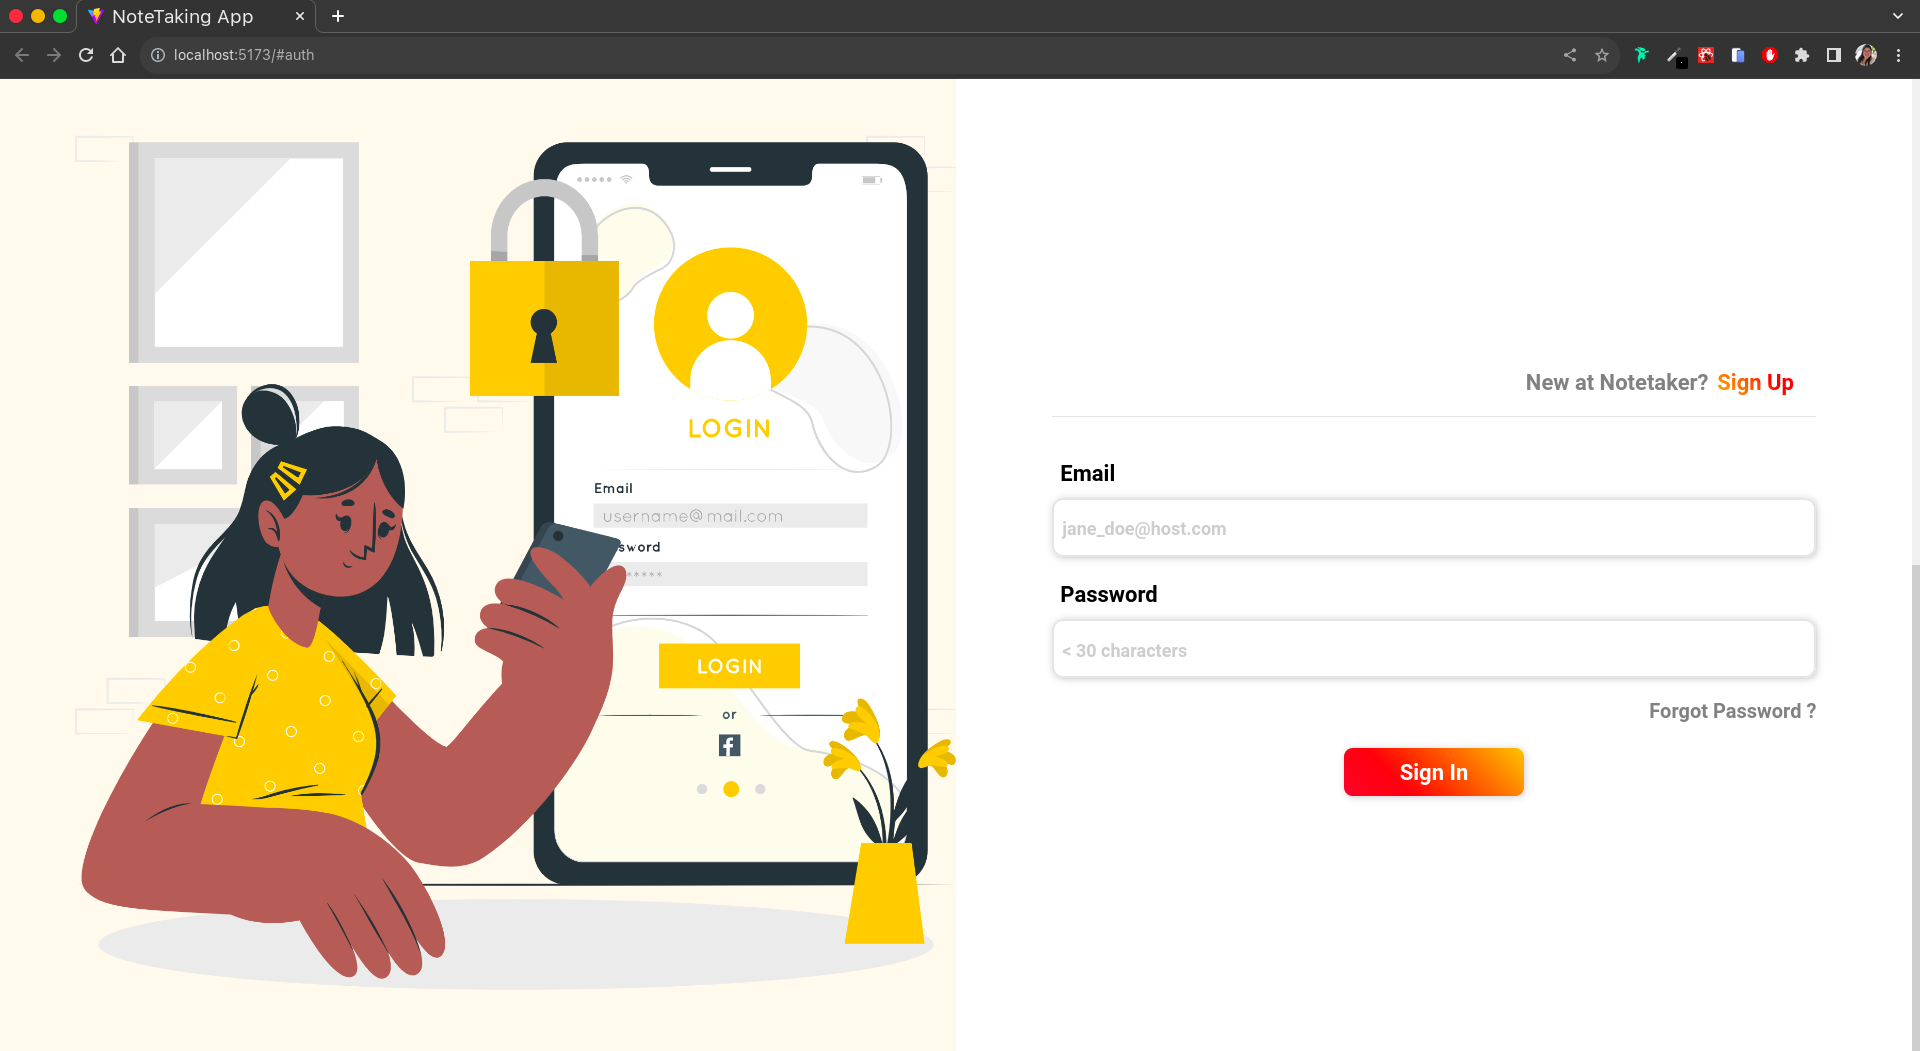 NoteTaking App
localhost:5173/#auth
LOGIN
Email
username@mail.com
sword
*****
LOGIN
or
New at Notetaker? Sign Up
Email
jane_doe@host.com
Password
< 30 characters
Forgot Password ?
Sign In